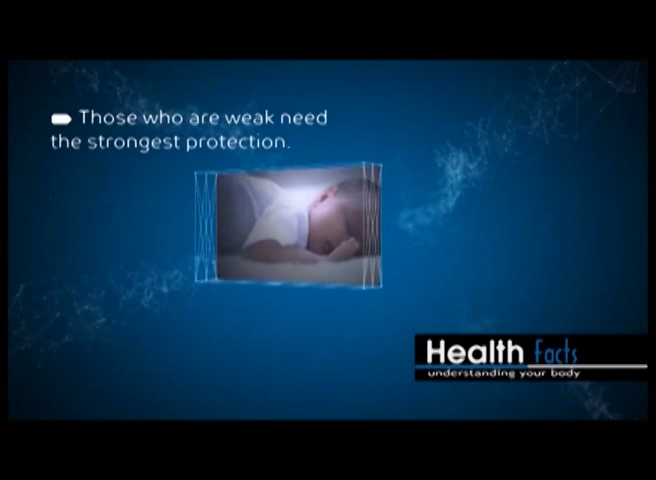 Those who are weak need
the strongest protection.
Health Facts
understanding your body